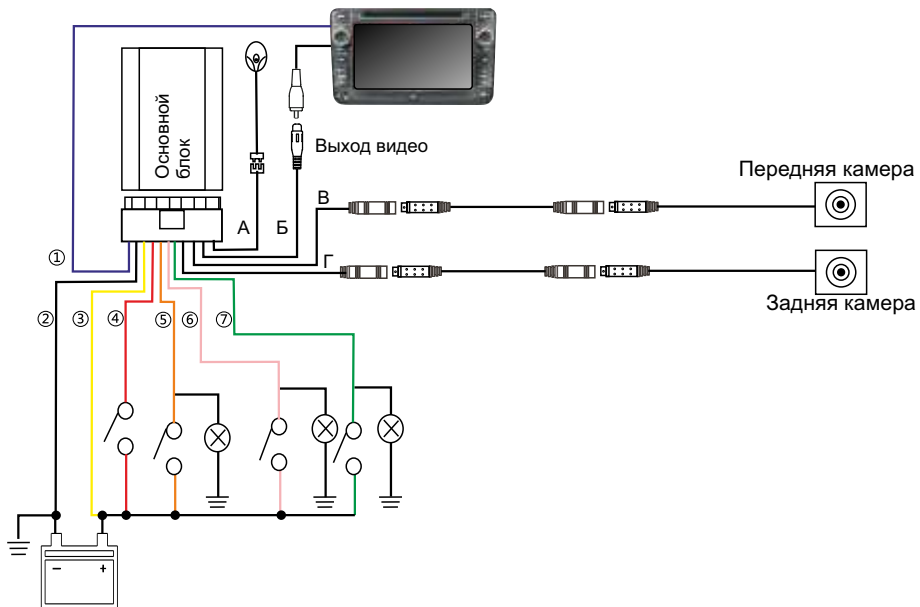 Основной
блок
Выход видео
Передняя камера
В
А
Б
Г
①
Задняя камера
②
③
④
⑤
⑥
⑦
−
+